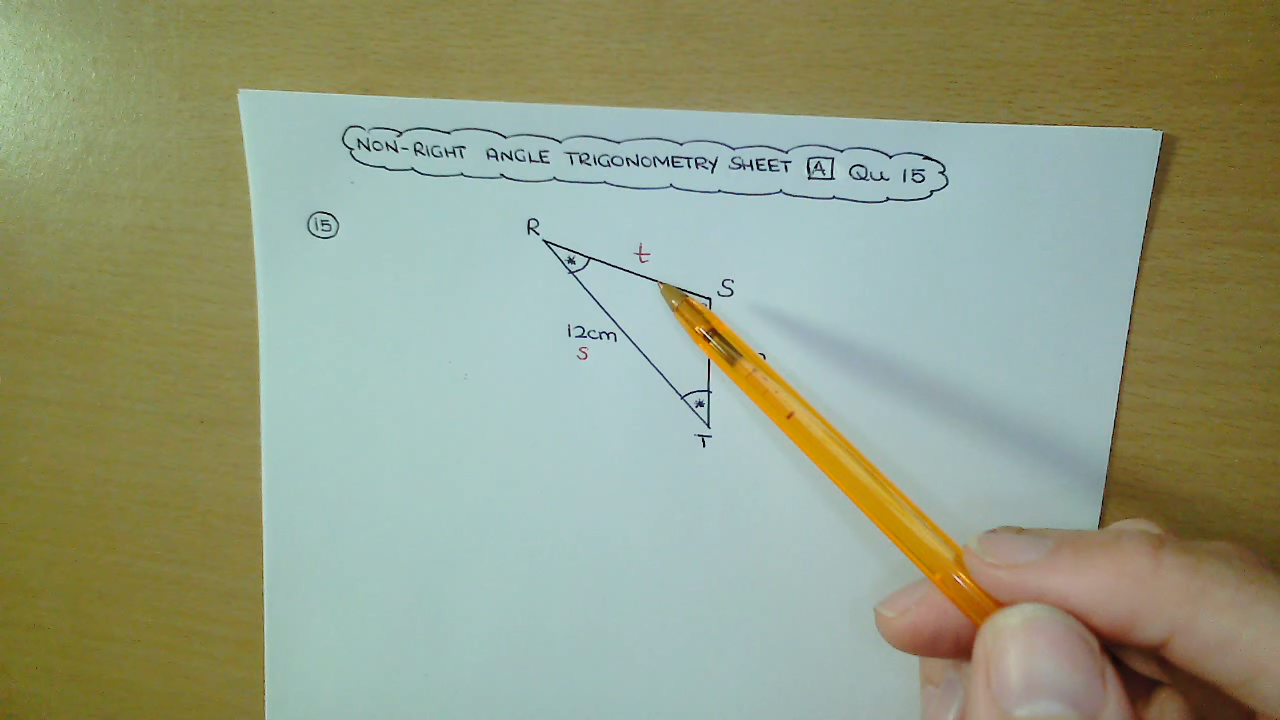 NON-RIGHT ANGLE TRIGONOMETRY SHEET A Qu 15
15
R
t
*
S
12cm
s
*
T